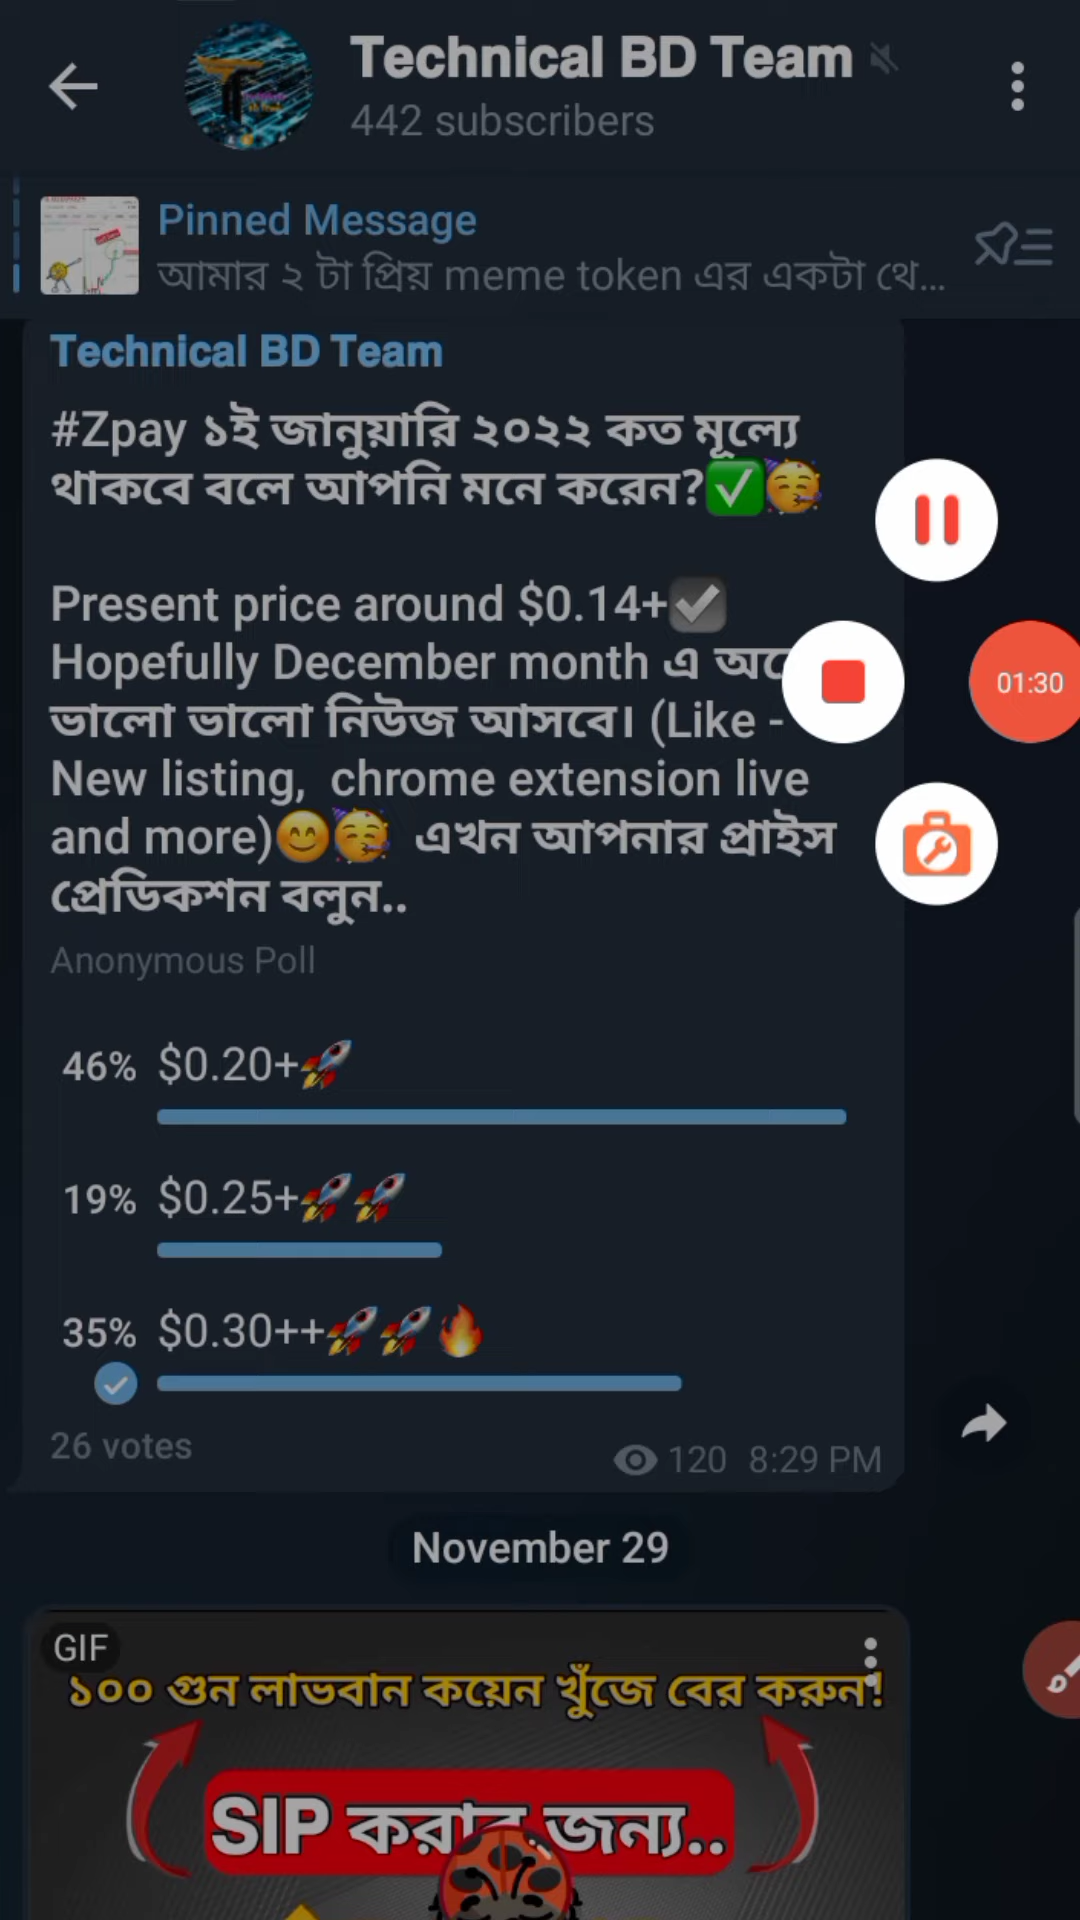 Technical BD Team
442 subscribers
Pinned Message
আমার ২ টা প্রিয় meme token এর একটা থে...
Technical BD Team
#Zpay ১ই জানুয়ারি ২০২২ কত মূল্যে
থাকবে বলে আপনি মনে করেন?✅🥳
Present price around $0.14+☑️
Hopefully December month এ
ভালো ভালো নিউজ আসবে। (Like -
New listing, chrome extension live
and more)😊🥳 এখন আপনার প্রাইস
প্রেডিকশন বলুন..
Anonymous Poll
46% $0.20+🚀
19% $0.25+🚀🚀
35% $0.30++🚀🚀🔥
26 votes
120 8:29 PM
01:30
November 29
GIF
১০০ গুন লাভবান কয়েন খুঁজে বের করুন!
SIP করার জন্য..